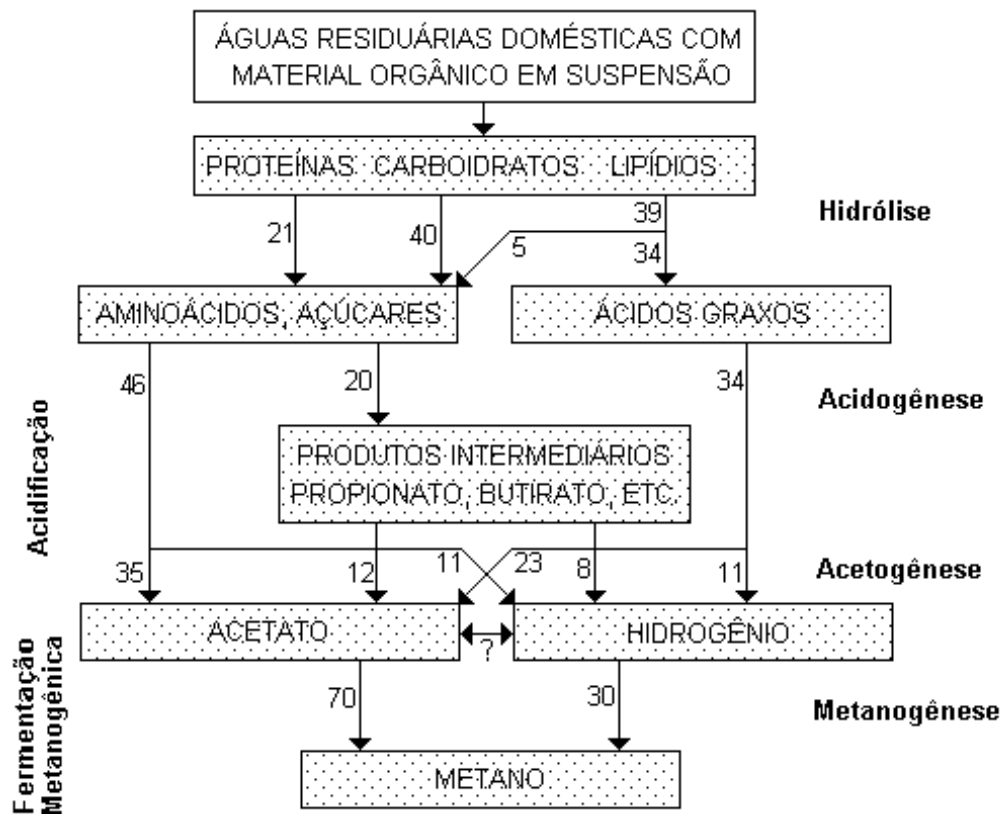 ÁGUAS RESIDUÁRIAS DOMÉSTICAS COM
MATERIAL ORGÂNICO EM SUSPENSÃO
PROTEÍNAS CARBOIDRATOS LIPÍDIOS
Hidrólise
39
21
40
5
34
AMINOÁCIDOS, AÇÚCARES
ÁCIDOS GRAXOS
46
20
34
Acidogênese
Acidificação
PRODUTOS INTERMEDIÁRIOS
PROPIONATO, BUTIRATO, ETC.
35
12
11
23
8
11
Acetogênese
ACETATO
?
HIDROGÊNIO
Fermentação
Metanogênica
70
30
Metanogênese
METANO